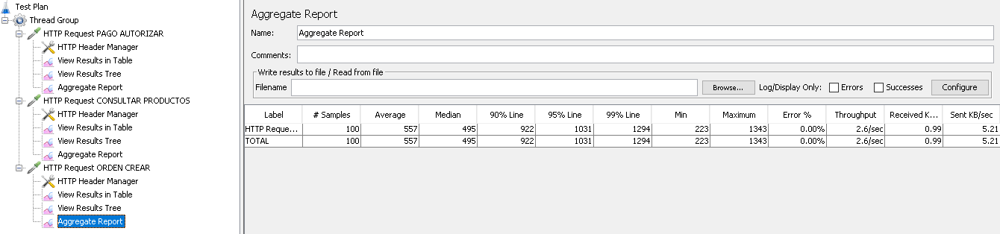 Test Plan
Thread Group
HTTP Request PAGO AUTORIZAR
HTTP Header Manager
View Results in Table
View Results Tree
Aggregate Report
HTTP Request CONSULTAR PRODUCTOS
HTTP Header Manager
View Results in Table
View Results Tree
Aggregate Report
HTTP Request ORDEN CREAR
HTTP Header Manager
View Results in Table
View Results Tree
Aggregate Report
Aggregate Report
Name: Aggregate Report
Comments:
Write results to file / Read from file
Filename Browse... Log/Display Only: Errors Successes Configure
Label # Samples Average Median 90% Line 95% Line 99% Line Min Maximum Error % Throughput Received K... Sent KB/sec
HTTP Reque... 100 557 495 922 1031 1294 223 1343 0.00% 2.6/sec 0.99 5.21
TOTAL 100 557 495 922 1031 1294 223 1343 0.00% 2.6/sec 0.99 5.21